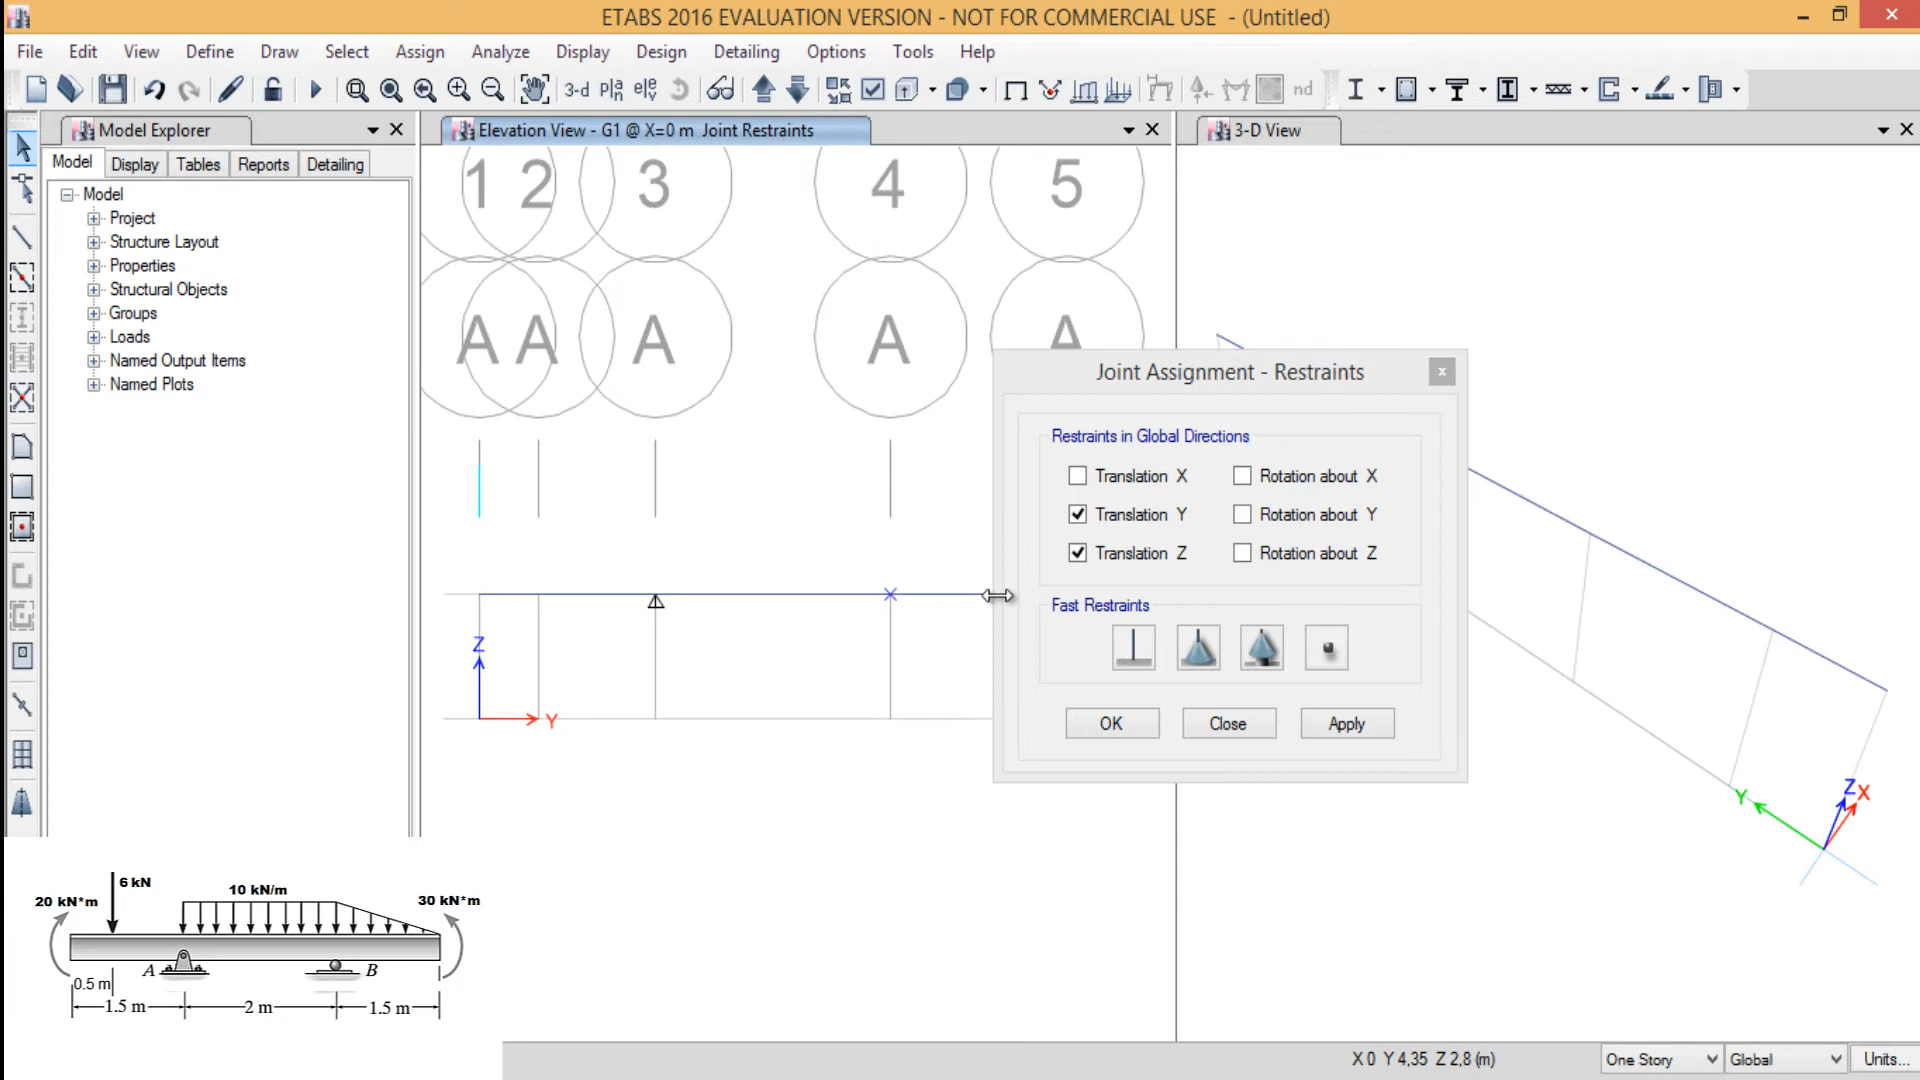 ETABS 2016 EVALUATION VERSION - NOT FOR COMMERCIAL USE - (Untitled)
File Edit View Define Draw Select Assign Analyze Display Design Detailing Options Tools Help
3-d pla elev nd
Model Explorer
Elevation View - G1 @ X=0 m Joint Restraints
3-D View
Model Display Tables Reports Detailing
Model
Project
Structure Layout
Properties
Structural Objects
Groups
Loads
Named Output Items
Named Plots
1 2 3 4 5
A A A A A
Z
Y
Joint Assignment - Restraints
Restraints in Global Directions
Translation X Rotation about X
Translation Y Rotation about Y
Translation Z Rotation about Z
Fast Restraints
OK Close Apply
Z X
Y
6 kN
10 kN/m
20 kN*m
30 kN*m
A B
0.5 m
1.5 m 2 m 1.5 m
X 0 Y 4,35 Z 2,8 (m)
One Story
Global
Units...